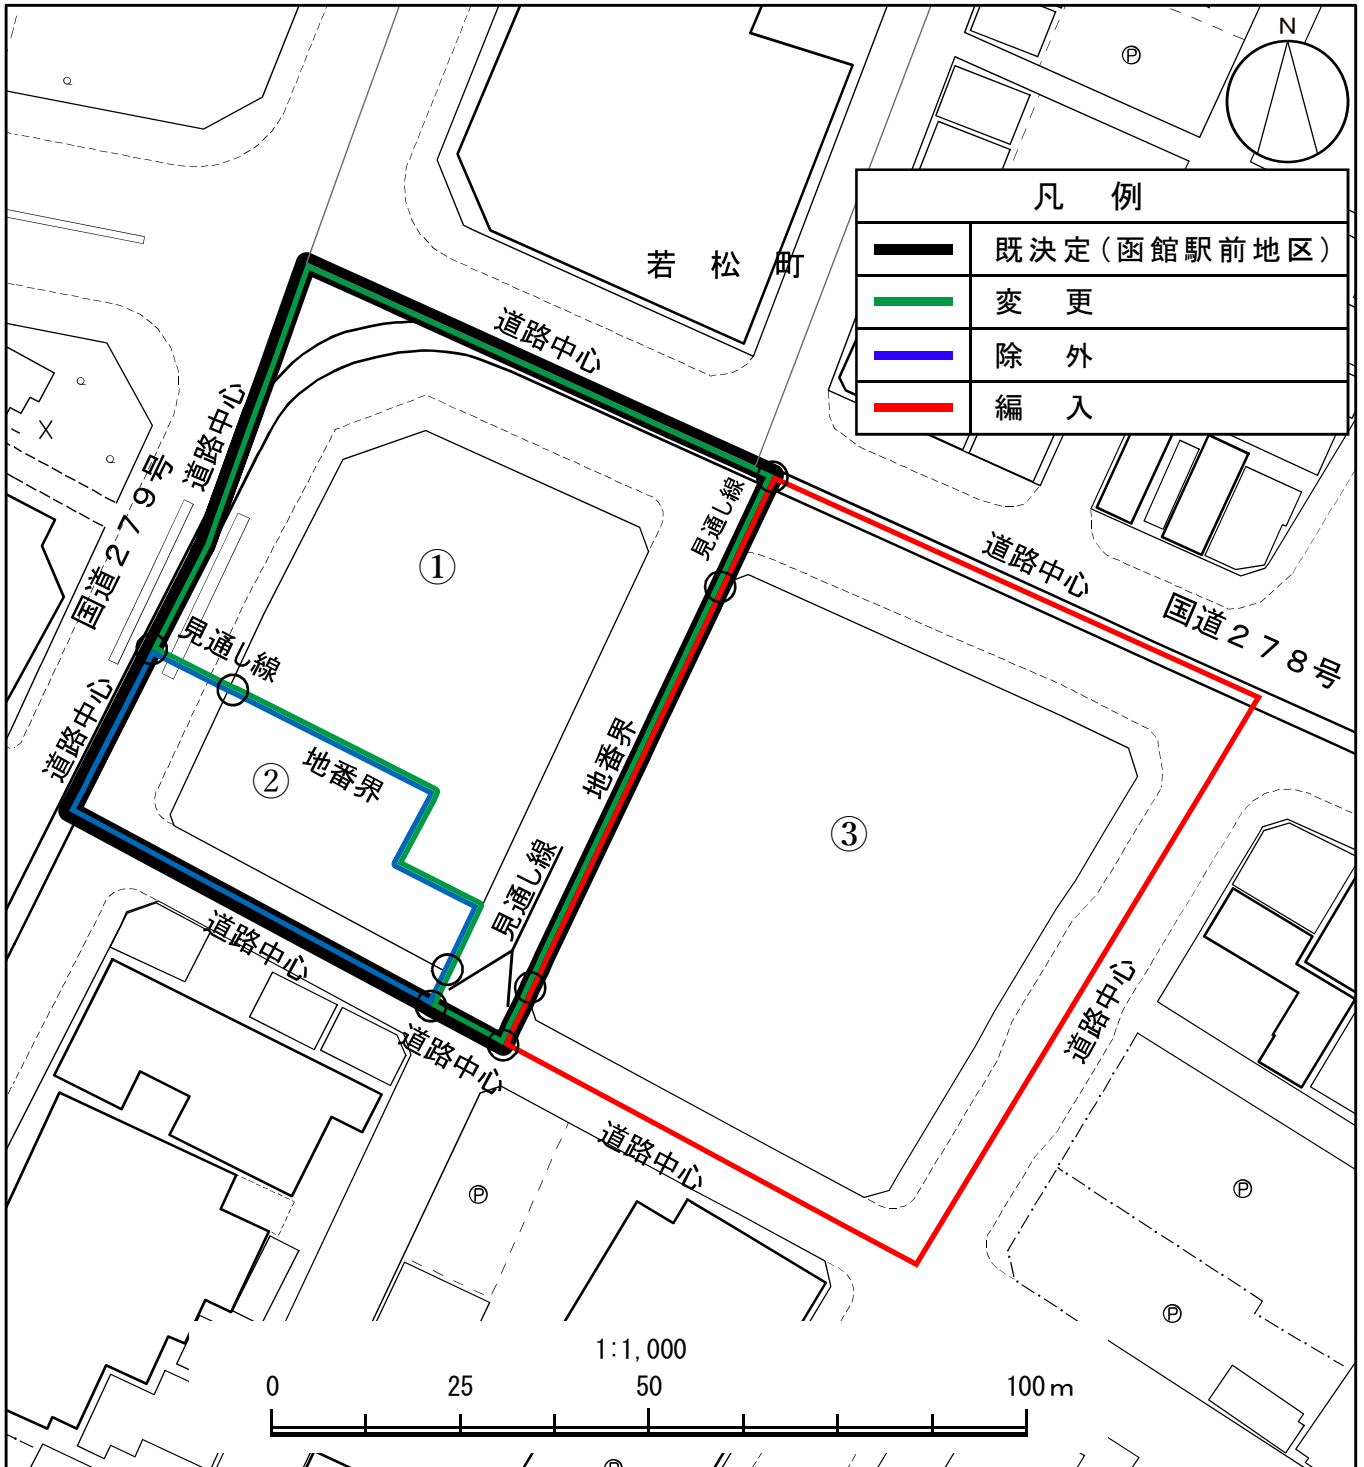 N
Ⓟ
凡 例
既決定(函館駅前地区)
変 更
除 外
編 入
若 松 町
道路中心
道路中心
国道279号
見通し線
①
道路中心
国道278号
見通し線
道路中心
地番界
②
地番界
③
見通し線
道路中心
道路中心
道路中心
道路中心
Ⓟ
Ⓟ
Ⓟ
1:1,000
0 25 50 100m
Ⓟ